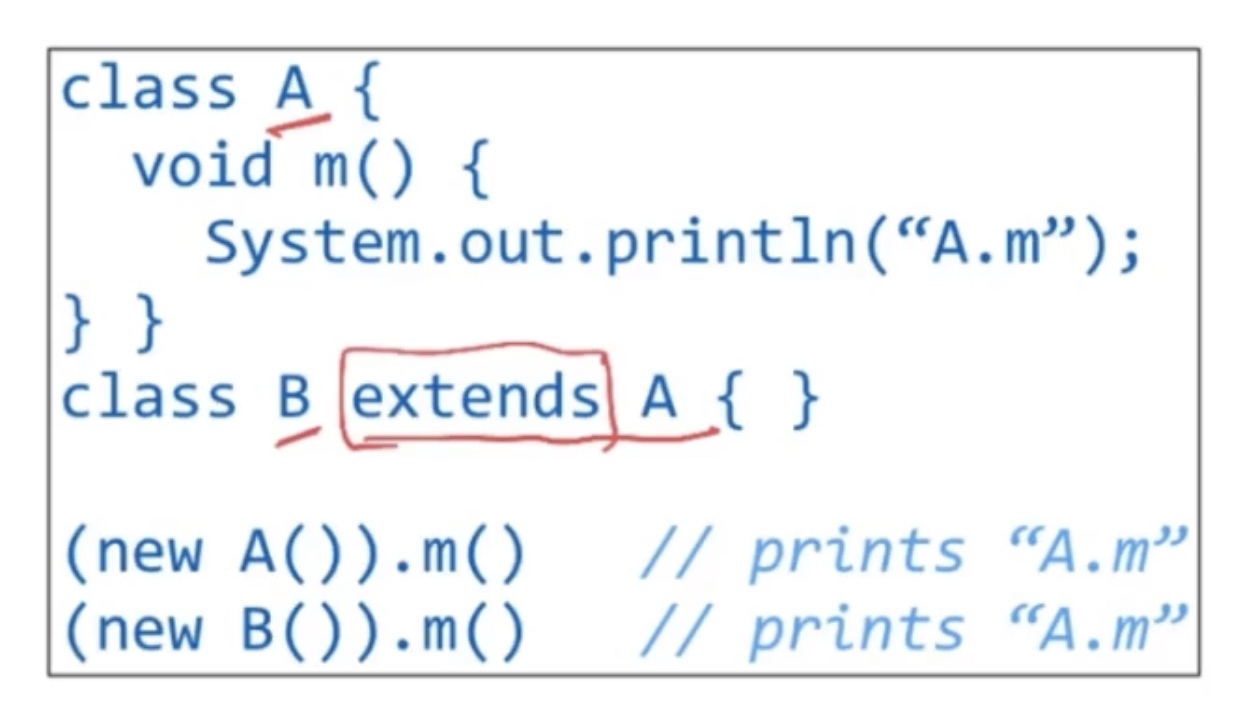 class A {
void m() {
System.out.println(“A.m”);
} }
class B extends A { }
(new A()).m() // prints “A.m”
(new B()).m() // prints “A.m”